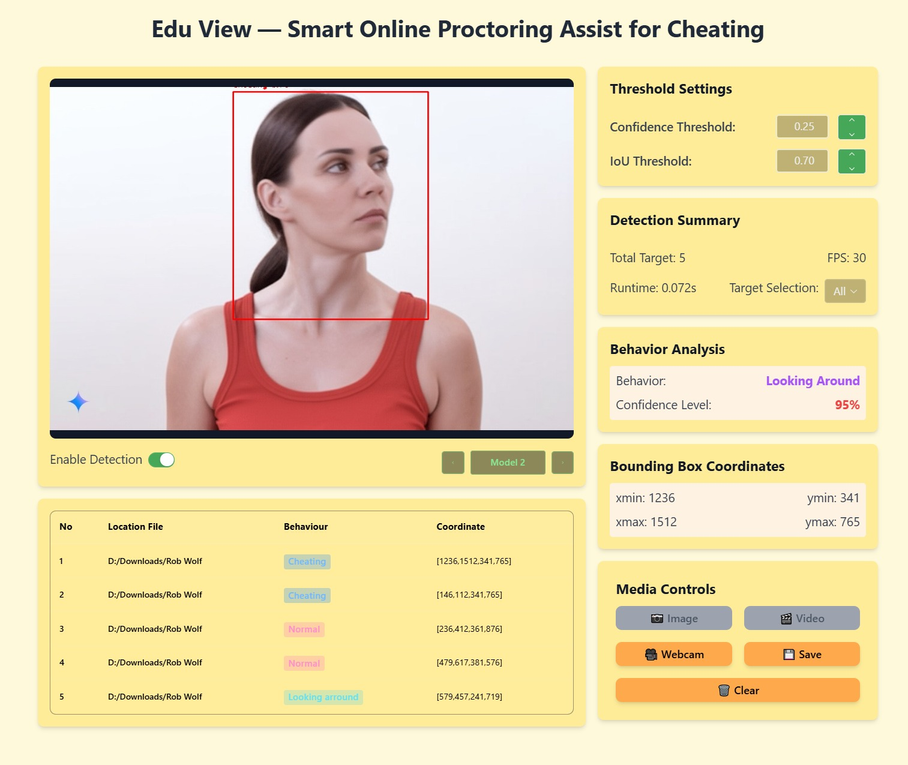 Edu View — Smart Online Proctoring Assist for Cheating
Enable Detection
Model 2
No Location File Behaviour Coordinate
1 D:/Downloads/Rob Wolf Cheating [1236,1512,341,765]
2 D:/Downloads/Rob Wolf Cheating [146,112,341,765]
3 D:/Downloads/Rob Wolf Normal [236,412,361,876]
4 D:/Downloads/Rob Wolf Normal [479,617,381,576]
5 D:/Downloads/Rob Wolf Looking arround [579,457,241,719]
Threshold Settings
Confidence Threshold: 0.25
IoU Threshold: 0.70
Detection Summary
Total Target: 5 FPS: 30
Runtime: 0.072s Target Selection: All
Behavior Analysis
Behavior: Looking Around
Confidence Level: 95%
Bounding Box Coordinates
xmin: 1236 ymin: 341
xmax: 1512 ymax: 765
Media Controls
Image Video
Webcam Save
Clear